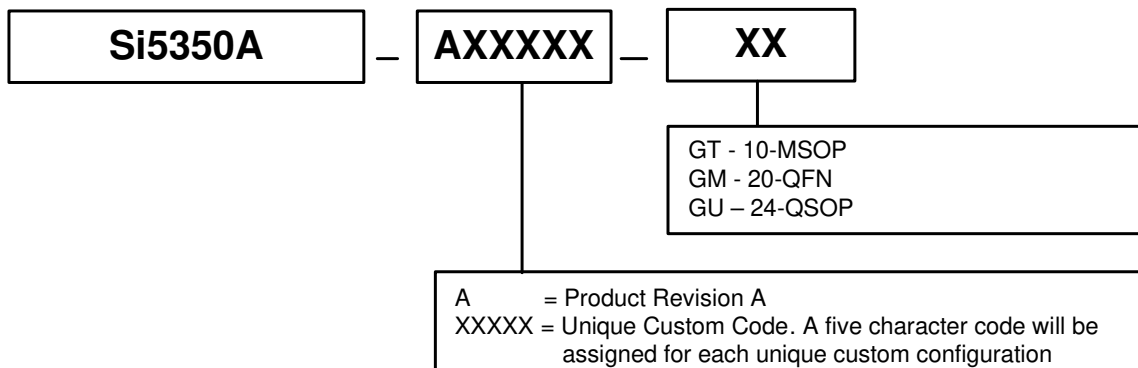 Si5350A – AXXXXX – XX
GT - 10-MSOP
GM - 20-QFN
GU – 24-QSOP
A = Product Revision A
XXXXX = Unique Custom Code. A five character code will be
assigned for each unique custom configuration